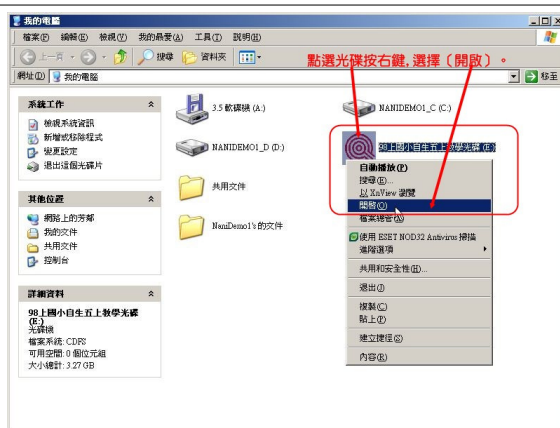 我的電腦
檔案(F) 編輯(E) 檢視(V) 我的最愛(A) 工具(T) 說明(H)
上一頁 搜尋 資料夾
點選光碟按右鍵,選擇〔開啟〕。
網址(D) 我的電腦 移至
系統工作
檢視系統資訊
新增或移除程式
變更設定
退出這個光碟片
其他位置
網路上的芳鄰
我的文件
共用文件
控制台
詳細資料
98上國小自生五上教學光碟 (E:)
光碟機
檔案系統: CDFS
可用空間: 0 個位元組
大小總計: 3.27 GB
3.5 軟碟機 (A:)
NANIDEMO1_C (C:)
NANIDEMO1_D (D:)
98上國小自生五上教學光碟 (E:)
共用文件
NaniDemo1's 的文件
自動播放(P)
搜尋(E)...
以 XnView 瀏覽
開啟(O)
檔案總管(X)
使用 ESET NOD32 Antivirus 掃描
進階選項
共用和安全性(H)...
退出(J)
複製(C)
貼上(P)
建立捷徑(S)
內容(R)